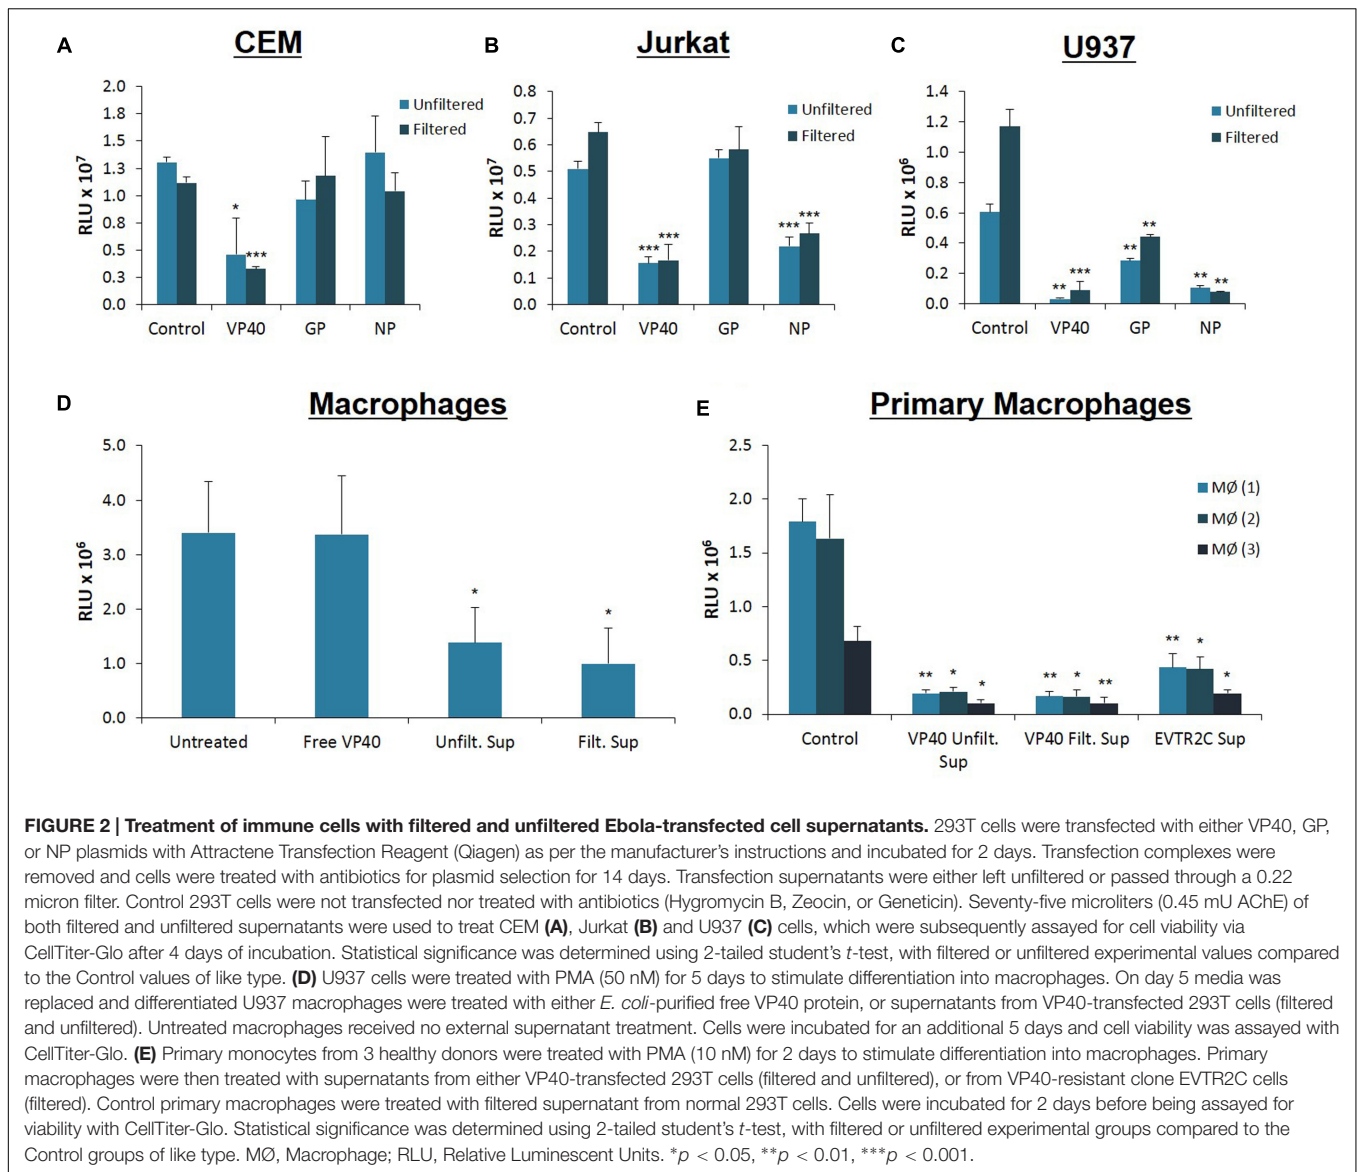 A
CEM
2.0
1.8
1.5
1.3
1.0
0.8
0.5
0.3
0.0
RLU x 10⁷
Unfiltered
Filtered
*
***
Control VP40 GP NP
B
Jurkat
0.8
0.7
0.6
0.5
0.4
0.3
0.2
0.1
0.0
RLU x 10⁷
Unfiltered
Filtered
*** ***
*** ***
Control VP40 GP NP
C
U937
1.4
1.2
1.0
0.8
0.6
0.4
0.2
0.0
RLU x 10⁶
Unfiltered
Filtered
** ***
** **
** **
Control VP40 GP NP
D
Macrophages
5.0
4.0
3.0
2.0
1.0
0.0
RLU x 10⁶
*
*
Untreated Free VP40 Unfilt. Sup Filt. Sup
E
Primary Macrophages
2.5
2.0
1.5
1.0
0.5
0.0
RLU x 10⁶
MØ (1)
MØ (2)
MØ (3)
** * *
** * **
** * *
Control VP40 Unfilt. VP40 Filt. Sup EVTR2C Sup
Sup
FIGURE 2 | Treatment of immune cells with filtered and unfiltered Ebola-transfected cell supernatants. 293T cells were transfected with either VP40, GP,
or NP plasmids with Attractene Transfection Reagent (Qiagen) as per the manufacturer's instructions and incubated for 2 days. Transfection complexes were
removed and cells were treated with antibiotics for plasmid selection for 14 days. Transfection supernatants were either left unfiltered or passed through a 0.22
micron filter. Control 293T cells were not transfected nor treated with antibiotics (Hygromycin B, Zeocin, or Geneticin). Seventy-five microliters (0.45 mU AChE) of
both filtered and unfiltered supernatants were used to treat CEM (A), Jurkat (B) and U937 (C) cells, which were subsequently assayed for cell viability via
CellTiter-Glo after 4 days of incubation. Statistical significance was determined using 2-tailed student's t-test, with filtered or unfiltered experimental values compared
to the Control values of like type. (D) U937 cells were treated with PMA (50 nM) for 5 days to stimulate differentiation into macrophages. On day 5 media was
replaced and differentiated U937 macrophages were treated with either E. coli-purified free VP40 protein, or supernatants from VP40-transfected 293T cells (filtered
and unfiltered). Untreated macrophages received no external supernatant treatment. Cells were incubated for an additional 5 days and cell viability was assayed with
CellTiter-Glo. (E) Primary monocytes from 3 healthy donors were treated with PMA (10 nM) for 2 days to stimulate differentiation into macrophages. Primary
macrophages were then treated with supernatants from either VP40-transfected 293T cells (filtered and unfiltered), or from VP40-resistant clone EVTR2C cells
(filtered). Control primary macrophages were treated with filtered supernatant from normal 293T cells. Cells were incubated for 2 days before being assayed for
viability with CellTiter-Glo. Statistical significance was determined using 2-tailed student's t-test, with filtered or unfiltered experimental groups compared to the
Control groups of like type. MØ, Macrophage; RLU, Relative Luminescent Units. *p < 0.05, **p < 0.01, ***p < 0.001.